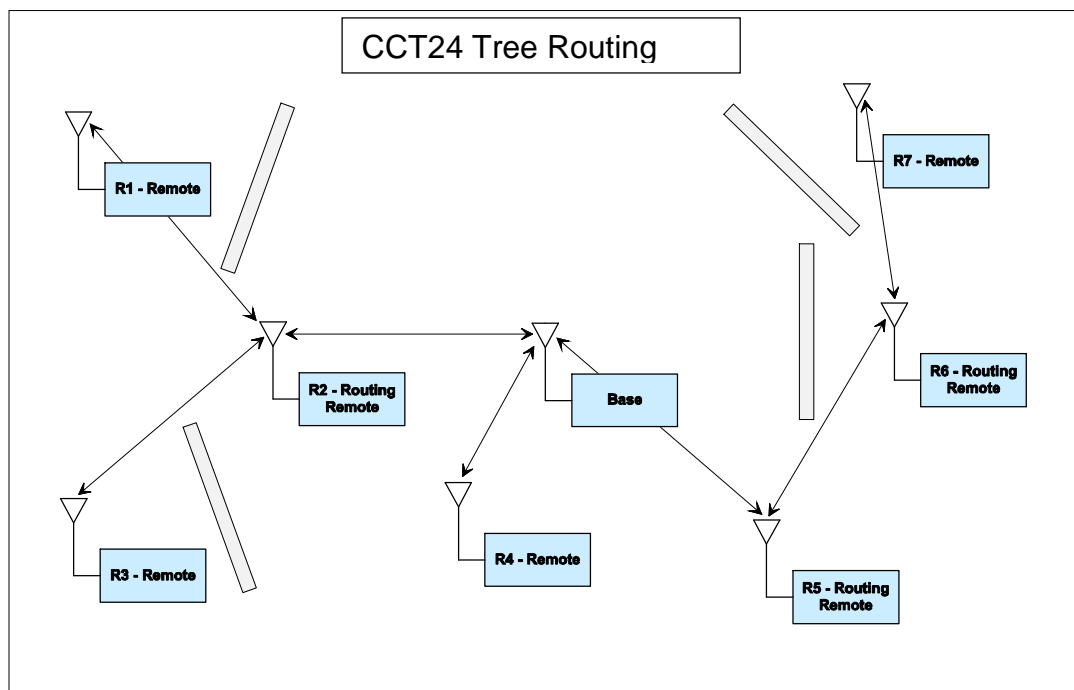 CCT24 Tree Routing
R1 - Remote
R7 - Remote
R2 - Routing
Remote
Base
R6 - Routing
Remote
R3 - Remote
R4 - Remote
R5 - Routing
Remote